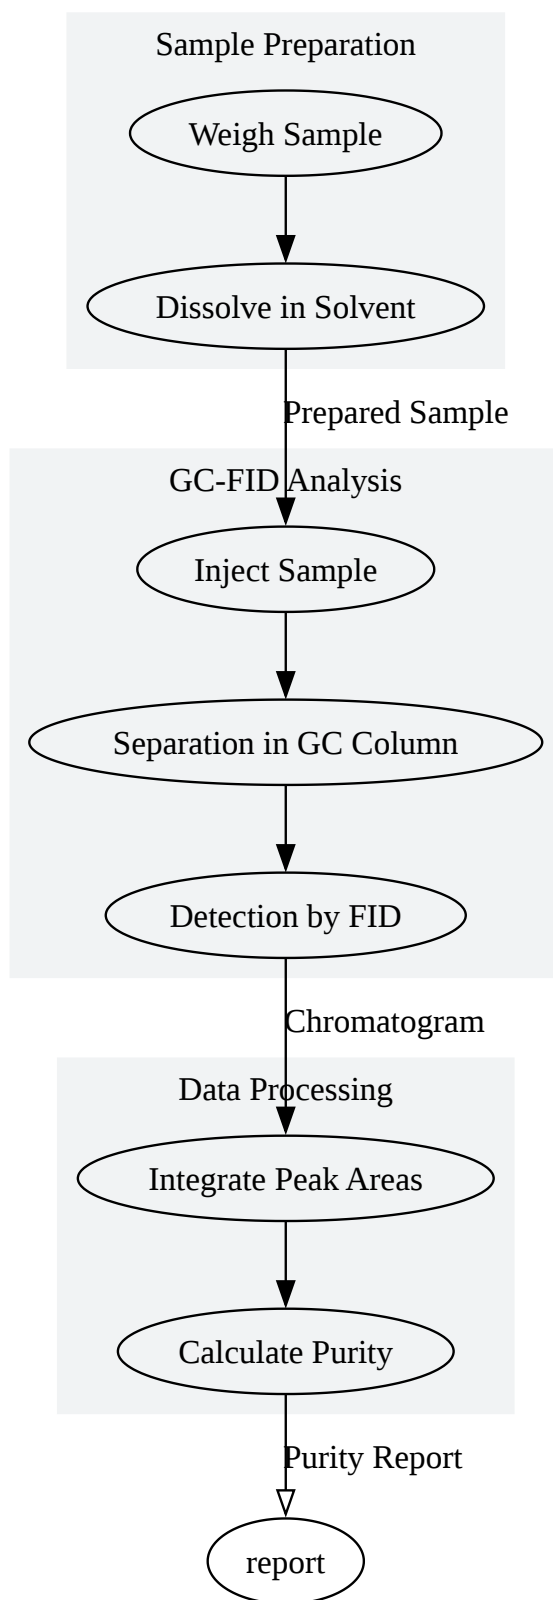 Sample Preparation
Weigh Sample
Dissolve in Solvent
Prepared Sample
GC-FID Analysis
Inject Sample
Separation in GC Column
Detection by FID
Chromatogram
Data Processing
Integrate Peak Areas
Calculate Purity
Purity Report
report